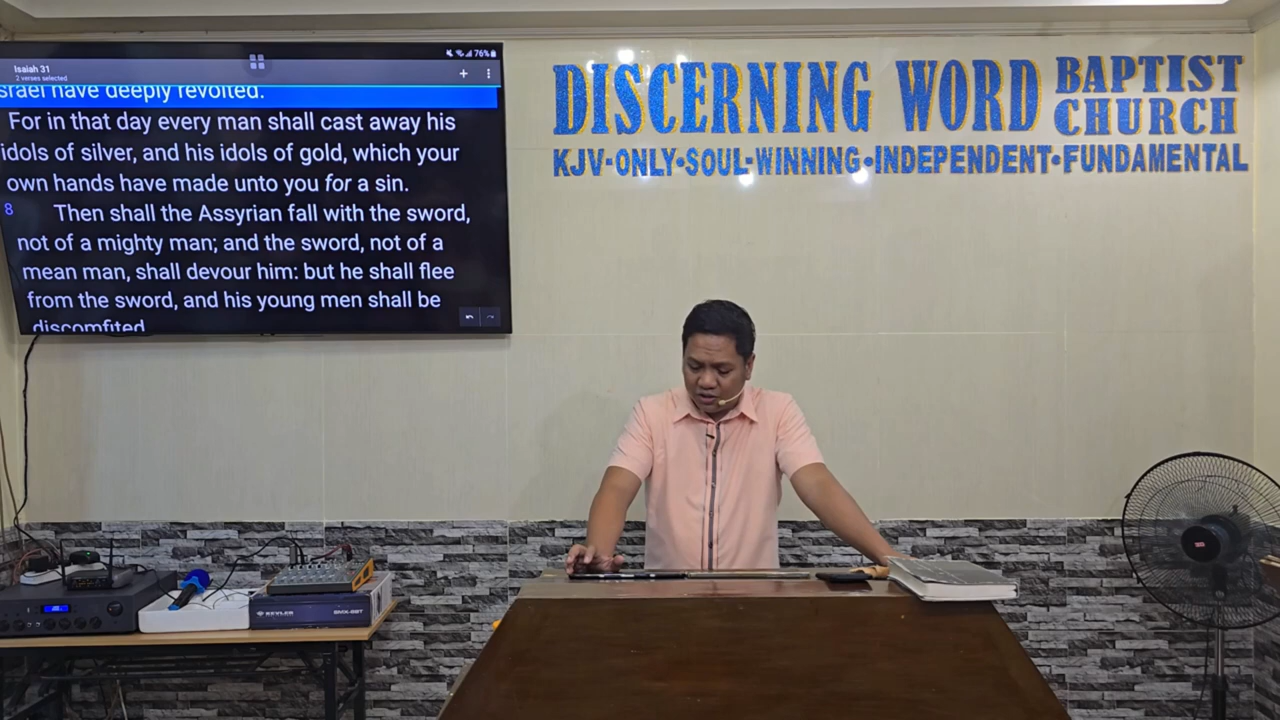 76%
Isaiah 31
2 verses selected
srael have deeply revolted.
For in that day every man shall cast away his
idols of silver, and his idols of gold, which your
own hands have made unto you for a sin.
8 Then shall the Assyrian fall with the sword,
not of a mighty man; and the sword, not of a
mean man, shall devour him: but he shall flee
from the sword, and his young men shall be
discomfited
DISCERNING WORD BAPTIST
CHURCH
KJV-ONLY•SOUL-WINNING•INDEPENDENT•FUNDAMENTAL
KEVLER
GMX-6BT